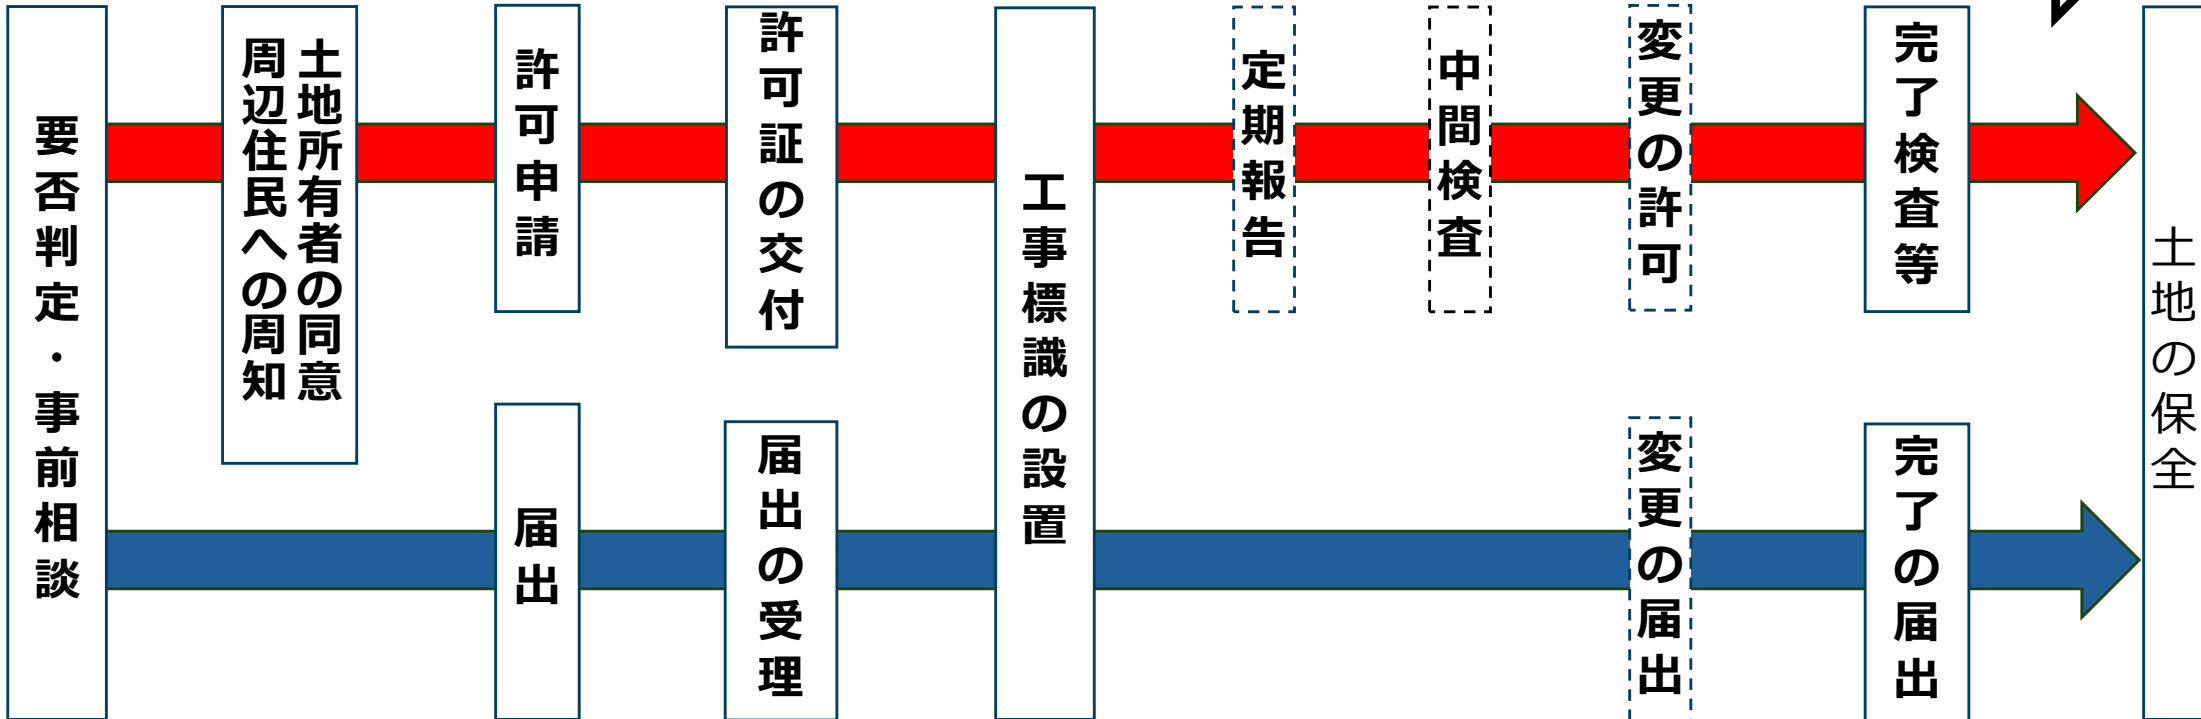 要否判定・事前相談
土地所有者の同意
周辺住民への周知
許可申請
許可証の交付
工事標識の設置
定期報告
中間検査
変更の許可
完了検査等
土地の保全
届出
届出の受理
変更の届出
完了の届出